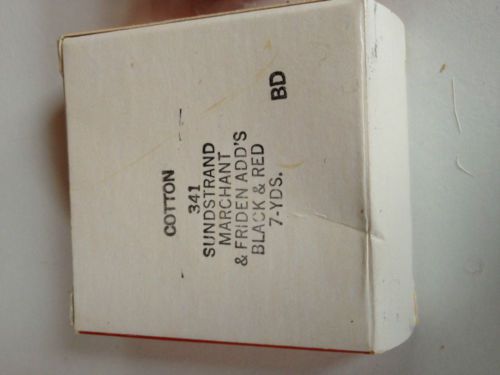 COTTON
341
SUNDSTRAND
MARCHANT
& FRIDEN ADD'S
BLACK & RED
7-YDS.
BD